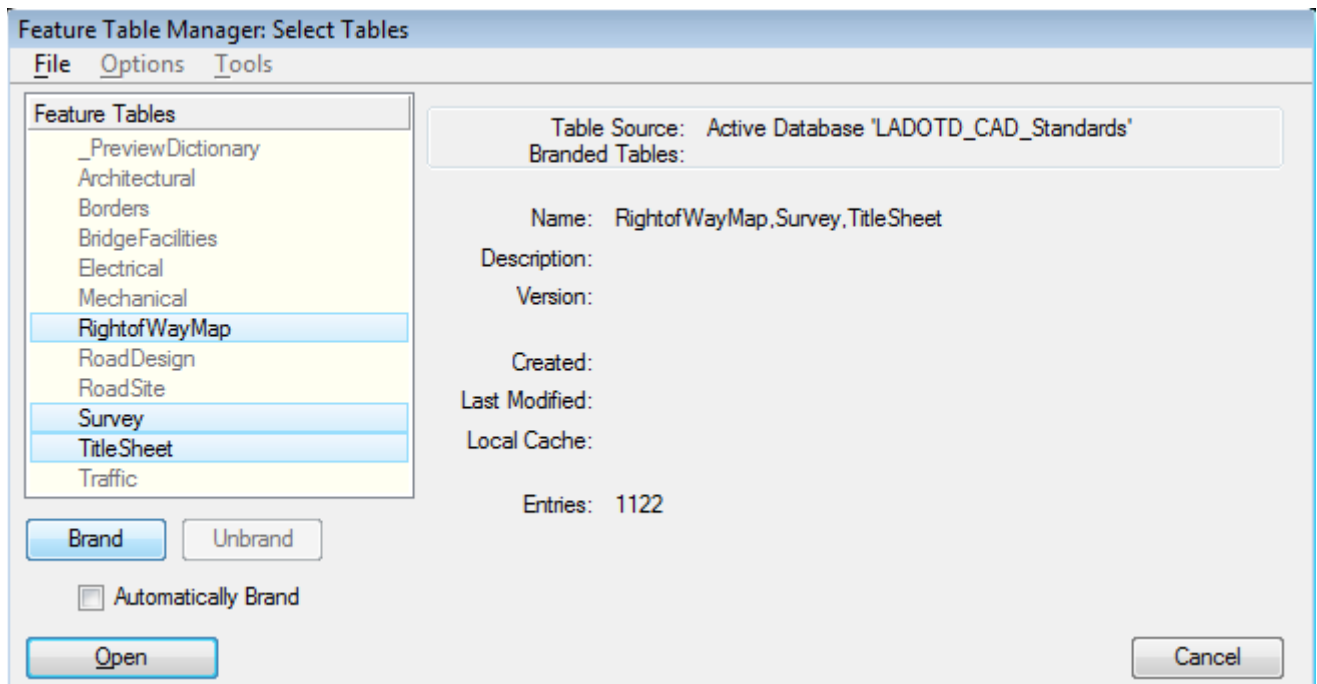 Feature Table Manager: Select Tables
File Options Tools
Feature Tables
_PreviewDictionary
Architectural
Borders
BridgeFacilities
Electrical
Mechanical
RightofWayMap
RoadDesign
RoadSite
Survey
TitleSheet
Traffic
Brand Unbrand
Automatically Brand
Open
Table Source: Active Database 'LADOTD_CAD_Standards'
Branded Tables:
Name: RightofWayMap,Survey,TitleSheet
Description:
Version:
Created:
Last Modified:
Local Cache:
Entries: 1122
Cancel